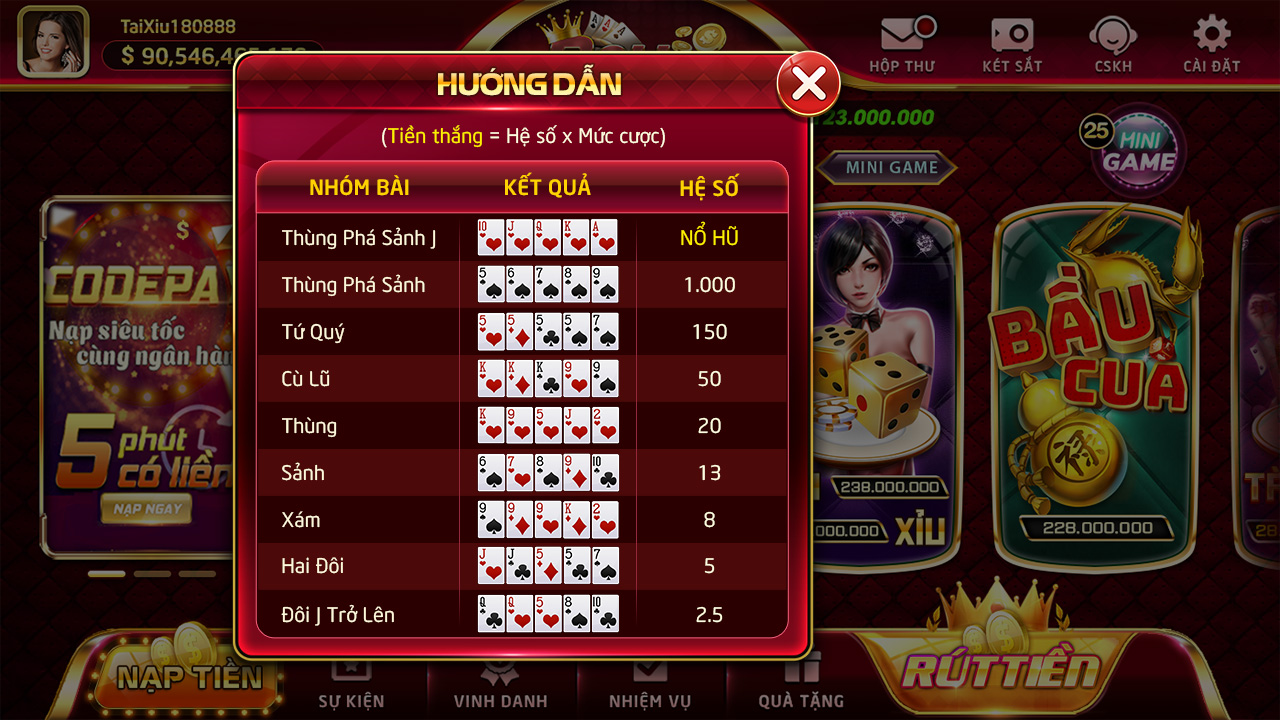 TaiXiu180888
$ 90,546,4
HỘP THƯ
KÉT SẮT
CSKH
CÀI ĐẶT
HƯỚNG DẪN
(Tiền thắng = Hệ số x Mức cược)
NHÓM BÀI KẾT QUẢ HỆ SỐ
Thùng Phá Sảnh J 10 J Q K A NỔ HŨ
Thùng Phá Sảnh 5 6 7 8 9 1.000
Tứ Quý 5 5 5 5 7 150
Cù Lũ K K K 9 9 50
Thùng K 9 5 J 2 20
Sảnh 6 7 8 9 10 13
Xám 9 9 9 K 2 8
Hai Đôi J J 5 5 7 5
Đôi J Trở Lên Q Q 5 8 10 2.5
23.000.000
MINI GAME
25
MINI
GAME
CODEPA
Nạp siêu tốc
cùng ngân hàn
5 phút
có liền
NẠP NGAY
238.000.000
000.000
XỈU
BẦU
CUA
228.000.000
NẠP TIỀN
SỰ KIỆN
VINH DANH
NHIỆM VỤ
QUÀ TẶNG
RÚT TIỀN